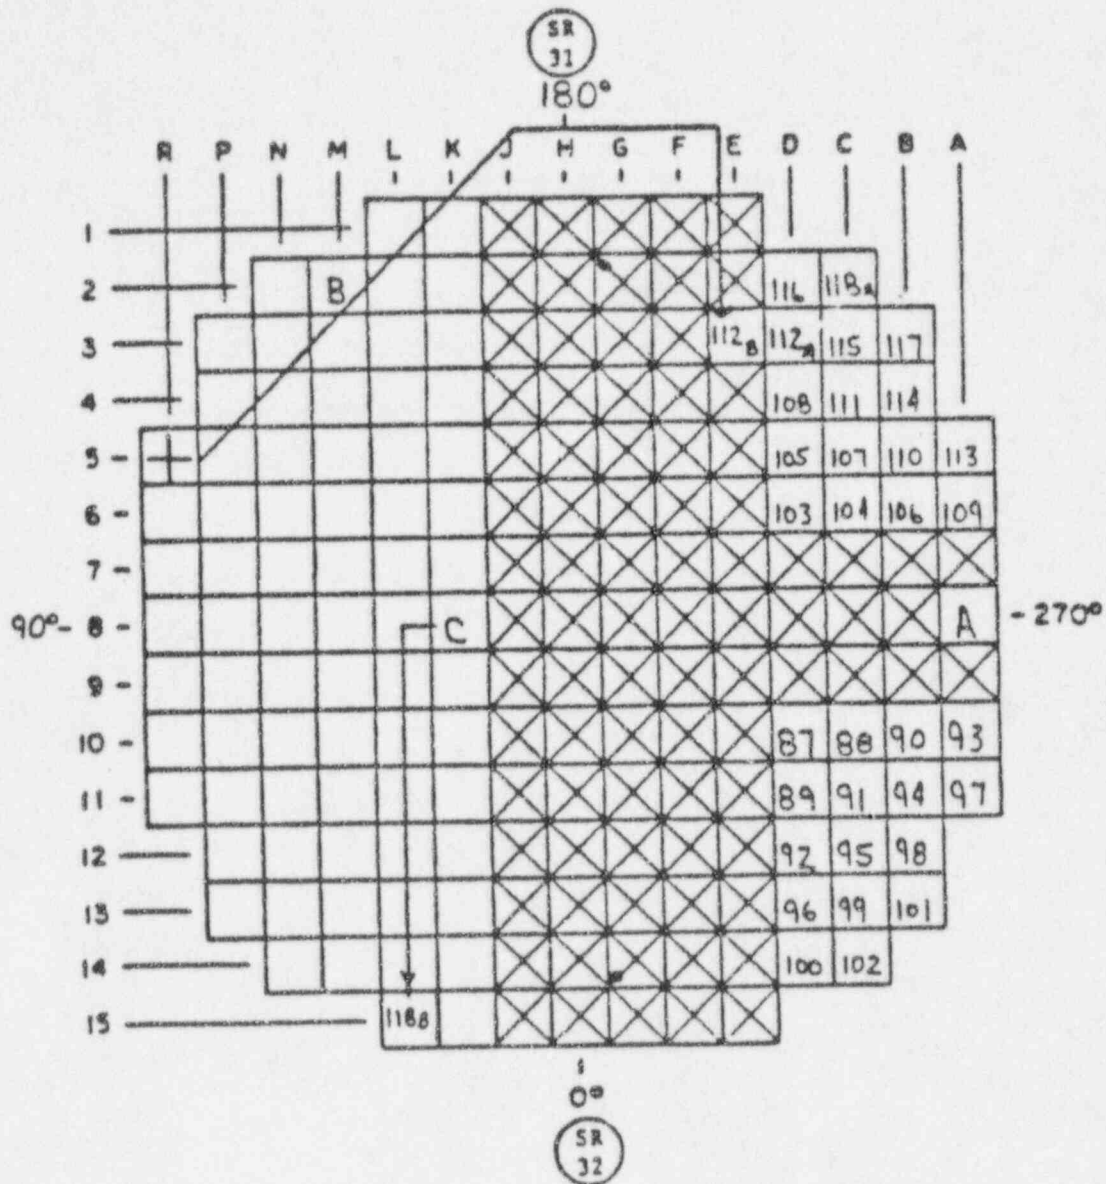 SR
31
180°
R P N M L K J H G F E D C B A
1
2 B 116 118A
3 112B 112A 115 117
4 108 111 114
5 105 107 110 113
6 103 104 106 109
7
90° 8 C A 270°
9
10 87 88 90 93
11 89 91 94 97
12 92 95 98
13 96 99 101
14 100 102
15 118B
0°
SR
32